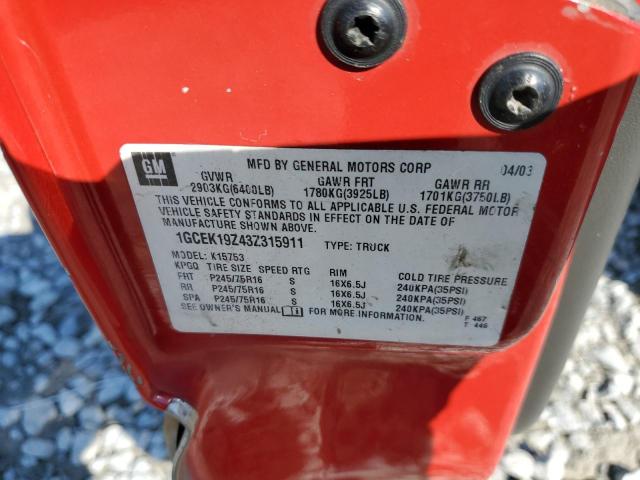 GM
MFD BY GENERAL MOTORS CORP 04/03
GVWR GAWR FRT GAWR RR
2903KG(6400LB) 1780KG(3925LB) 1701KG(3750LB)
THIS VEHICLE CONFORMS TO ALL APPLICABLE U.S. FEDERAL MOTOR
VEHICLE SAFETY STANDARDS IN EFFECT ON THE DATE OF
MANUFACTURE SHOWN ABOVE.
1GCEK19Z43Z315911 TYPE: TRUCK
MODEL: K15753
KPGQ TIRE SIZE SPEED RTG RIM COLD TIRE PRESSURE
FRT P245/75R16 S 16X6.5J 240KPA(35PSI)
RR P245/75R16 S 16X6.5J 240KPA(35PSI)
SPA P245/75R16 S 16X6.5J 240KPA(35PSI)
SEE OWNER'S MANUAL FOR MORE INFORMATION.
F 467
T 446